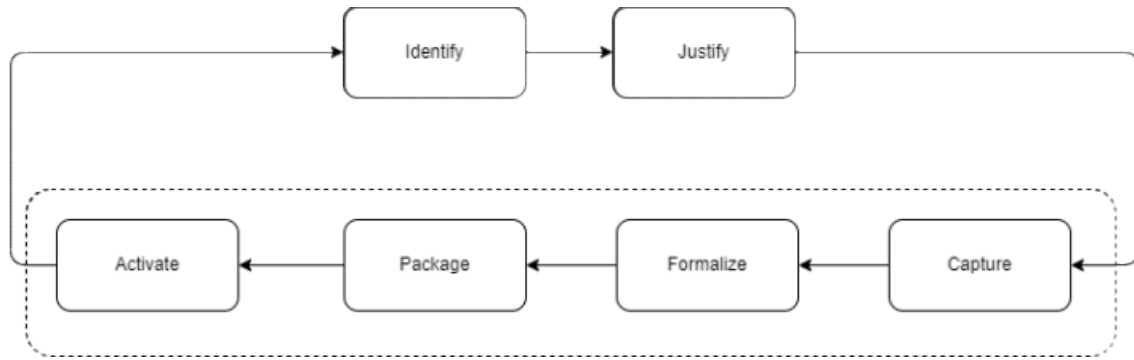 Identify
Justify
Activate
Package
Formalize
Capture